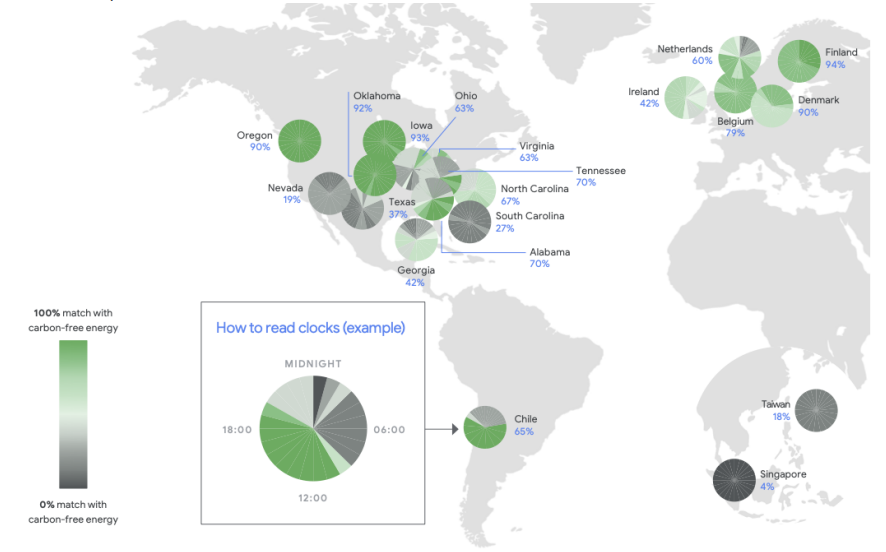 Netherlands
60%
Finland
94%
Ireland
42%
Denmark
90%
Belgium
79%
Oklahoma
92%
Ohio
63%
Iowa
93%
Oregon
90%
Virginia
63%
Tennessee
70%
Nevada
19%
North Carolina
67%
Texas
37%
South Carolina
27%
Alabama
70%
Georgia
42%
100% match with
carbon-free energy
0% match with
carbon-free energy
How to read clocks (example)
MIDNIGHT
18:00
06:00
12:00
Chile
65%
Taiwan
18%
Singapore
4%